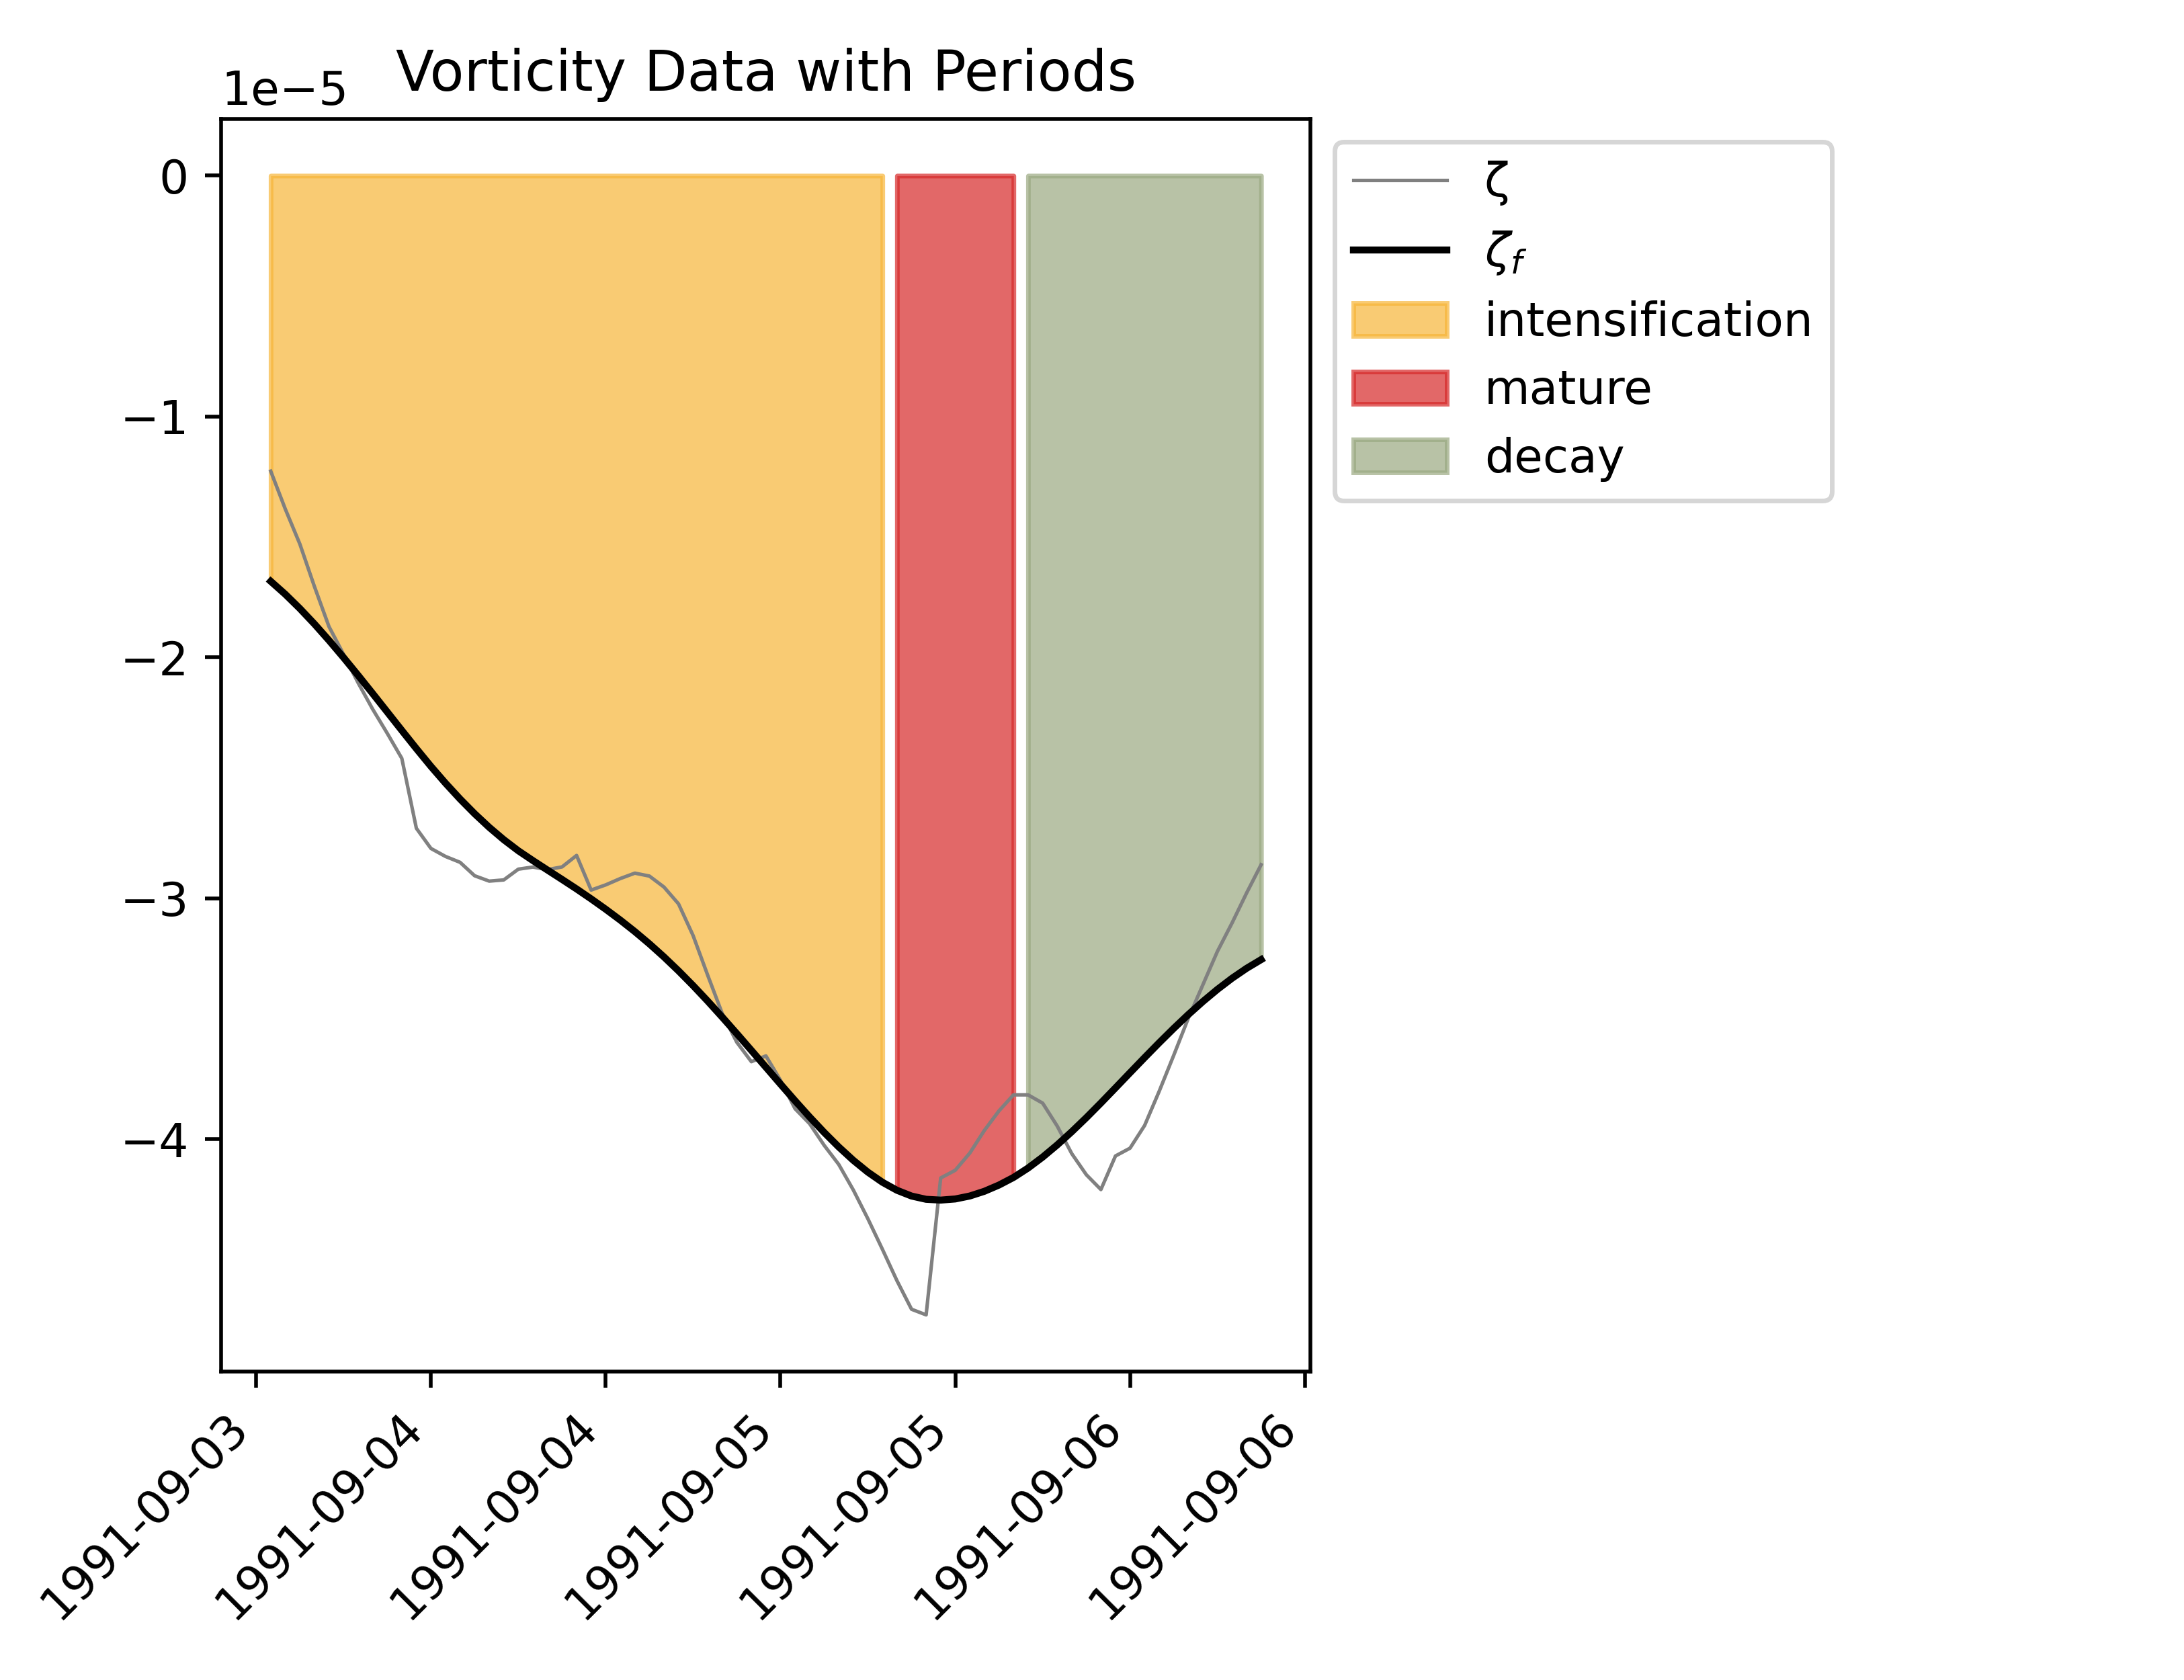 Vorticity Data with Periods
1e−5
0
−1
−2
−3
−4
1991-09-03
1991-09-04
1991-09-04
1991-09-05
1991-09-05
1991-09-06
1991-09-06
ζ
ζf
intensification
mature
decay